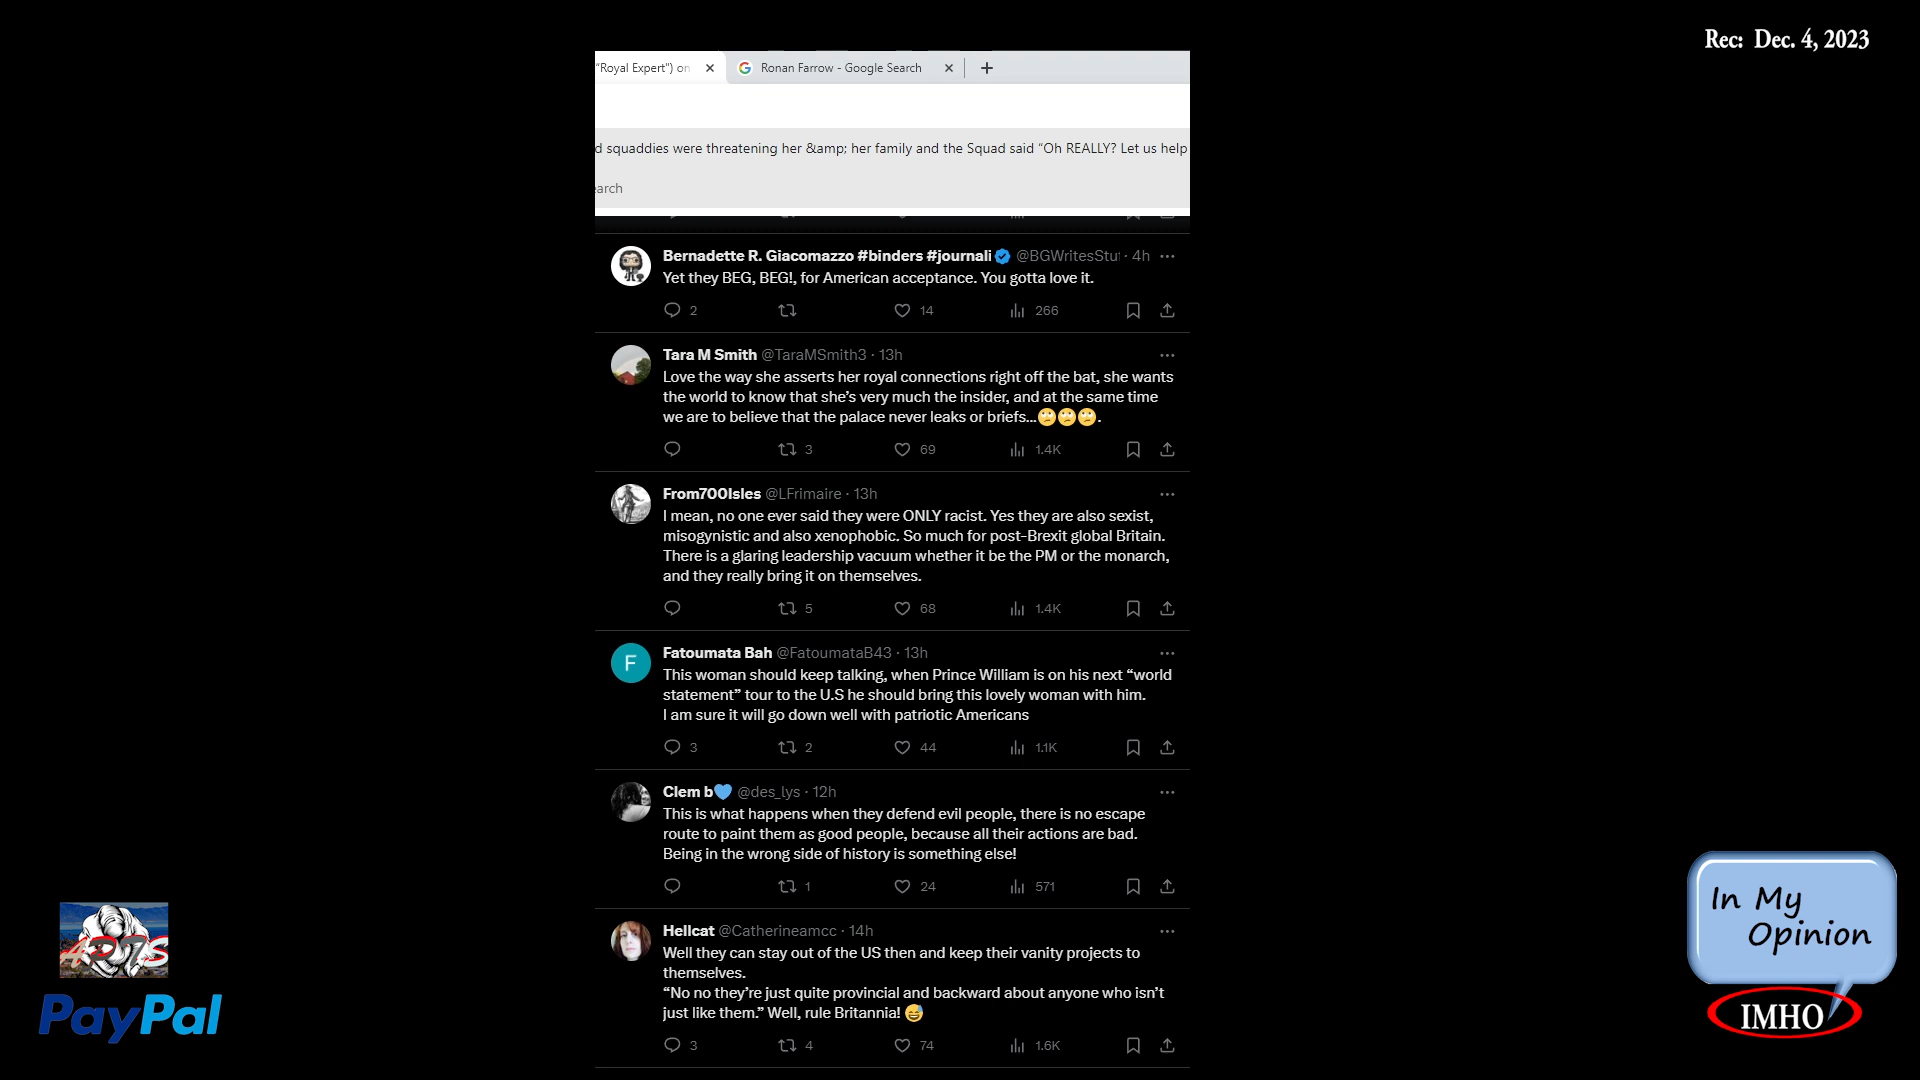 Rec: Dec. 4, 2023
“Royal Expert”) on
Ronan Farrow - Google Search
d squaddies were threatening her &amp; her family and the Squad said “Oh REALLY? Let us help
earch
Bernadette R. Giacomazzo #binders #journali @BGWritesStu · 4h
Yet they BEG, BEG!, for American acceptance. You gotta love it.
2 14 266
Tara M Smith @TaraMSmith3 · 13h
Love the way she asserts her royal connections right off the bat, she wants
the world to know that she’s very much the insider, and at the same time
we are to believe that the palace never leaks or briefs...🙄🙄🙄.
3 69 1.4K
From700Isles @LFrimaire · 13h
I mean, no one ever said they were ONLY racist. Yes they are also sexist,
misogynistic and also xenophobic. So much for post-Brexit global Britain.
There is a glaring leadership vacuum whether it be the PM or the monarch,
and they really bring it on themselves.
5 68 1.4K
F
Fatoumata Bah @FatoumataB43 · 13h
This woman should keep talking, when Prince William is on his next “world
statement” tour to the U.S he should bring this lovely woman with him.
I am sure it will go down well with patriotic Americans
3 2 44 1.1K
Clem b💙 @des_lys · 12h
This is what happens when they defend evil people, there is no escape
route to paint them as good people, because all their actions are bad.
Being in the wrong side of history is something else!
1 24 571
Hellcat @Catherineamcc · 14h
Well they can stay out of the US then and keep their vanity projects to
themselves.
“No no they’re just quite provincial and backward about anyone who isn’t
just like them.” Well, rule Britannia! 😅
3 4 74 1.6K
PayPal
In My
Opinion
IMHO